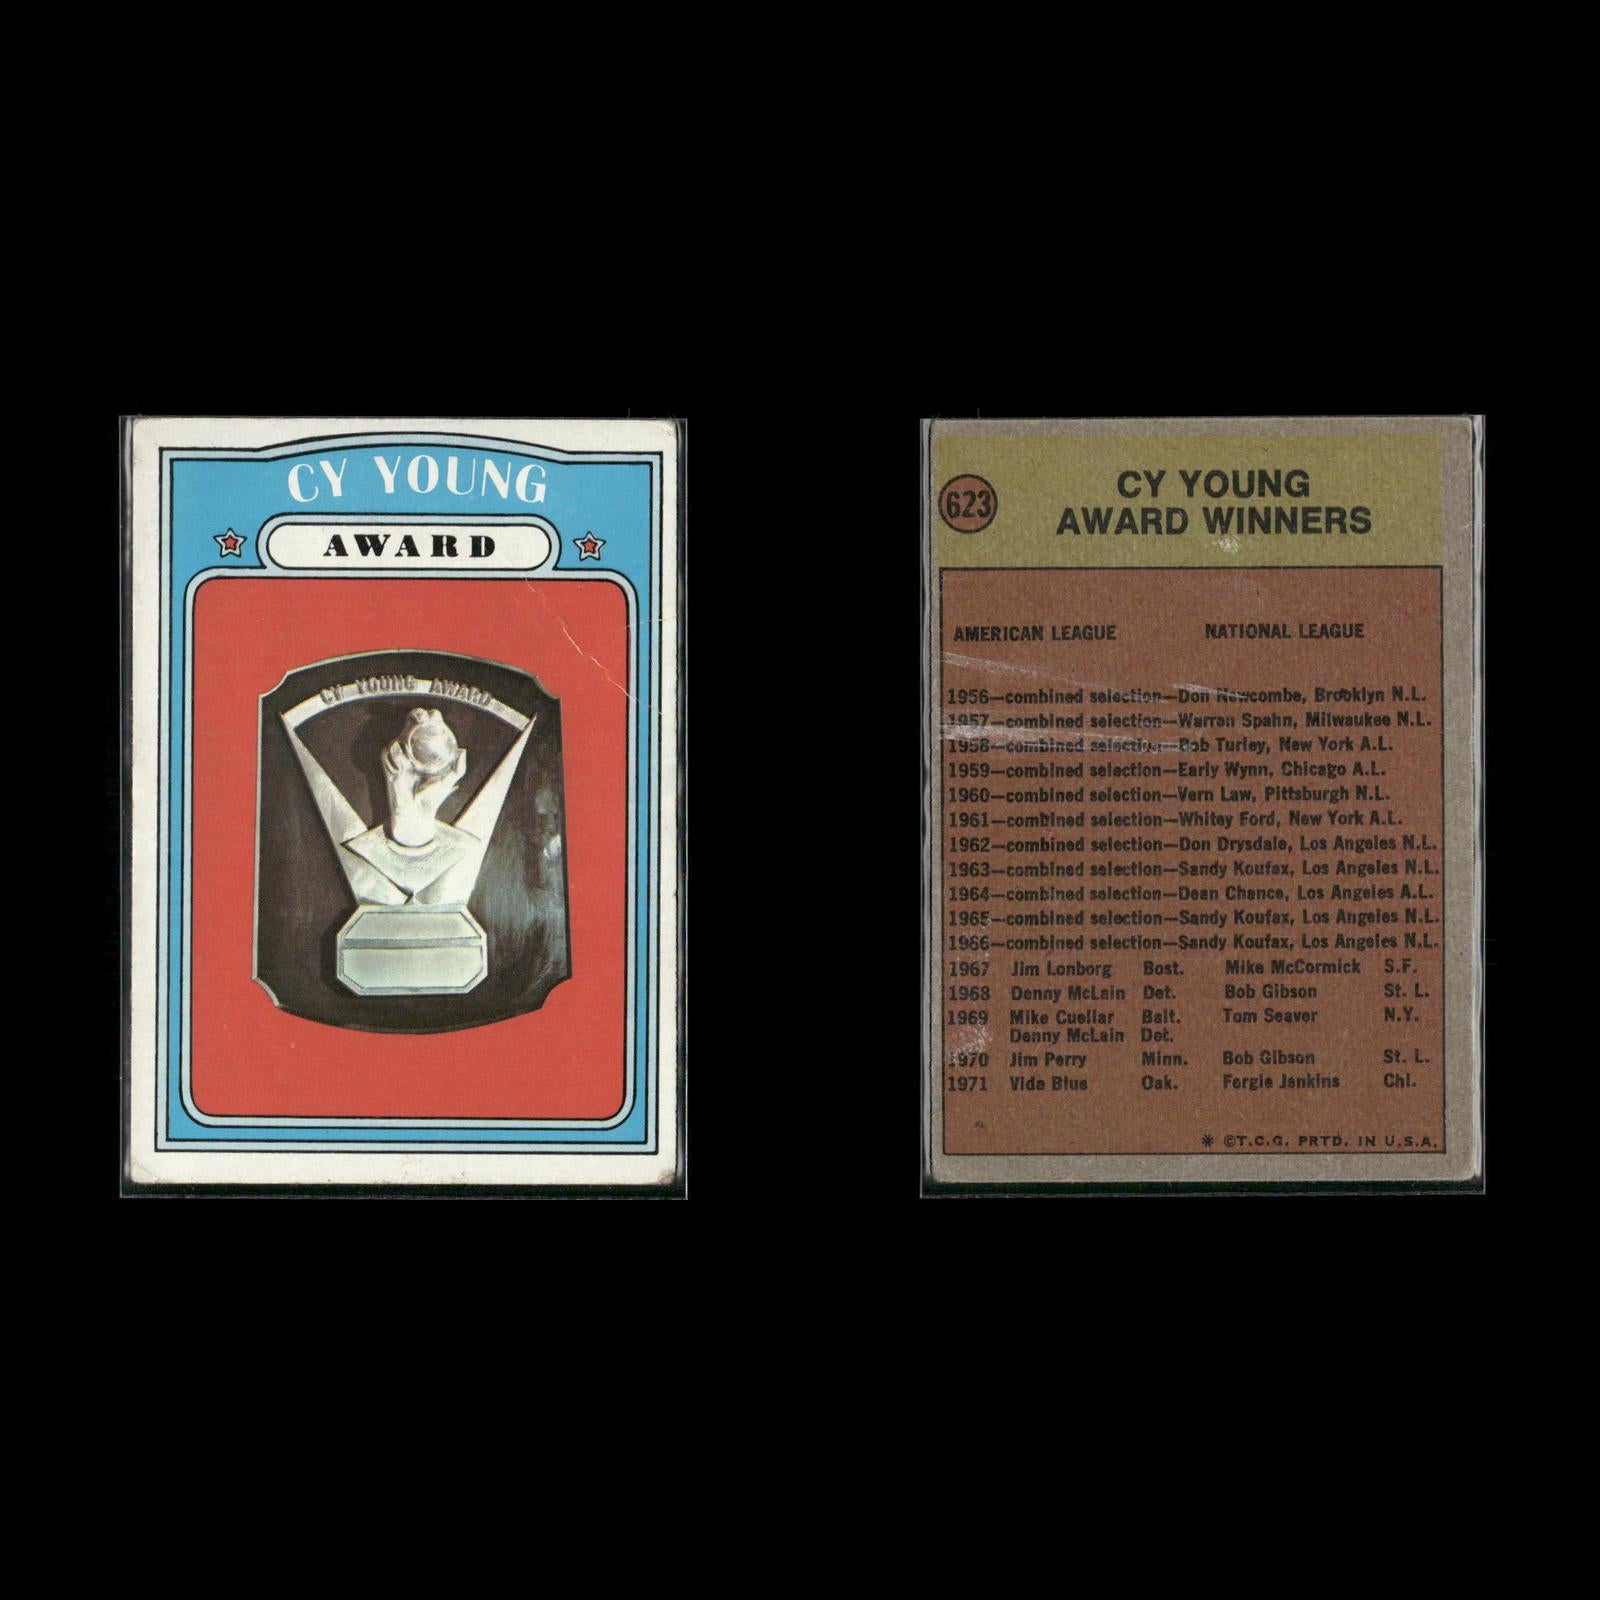 CY YOUNG
AWARD
CY YOUNG AWARD
623
CY YOUNG
AWARD WINNERS
AMERICAN LEAGUE NATIONAL LEAGUE
1956—combined selection—Don Newcombe, Brooklyn N.L.
1957—combined selection—Warren Spahn, Milwaukee N.L.
1958—combined selection—Bob Turley, New York A.L.
1959—combined selection—Early Wynn, Chicago A.L.
1960—combined selection—Vern Law, Pittsburgh N.L.
1961—combined selection—Whitey Ford, New York A.L.
1962—combined selection—Don Drysdale, Los Angeles N.L.
1963—combined selection—Sandy Koufax, Los Angeles N.L.
1964—combined selection—Dean Chance, Los Angeles A.L.
1965—combined selection—Sandy Koufax, Los Angeles N.L.
1966—combined selection—Sandy Koufax, Los Angeles N.L.
1967 Jim Lonborg Bost. Mike McCormick S.F.
1968 Denny McLain Det. Bob Gibson St. L.
1969 Mike Cuellar Balt. Tom Seaver N.Y.
Denny McLain Det.
1970 Jim Perry Minn. Bob Gibson St. L.
1971 Vida Blue Oak. Fergie Jenkins Chi.
* ©T.C.G. PRTD. IN U.S.A.